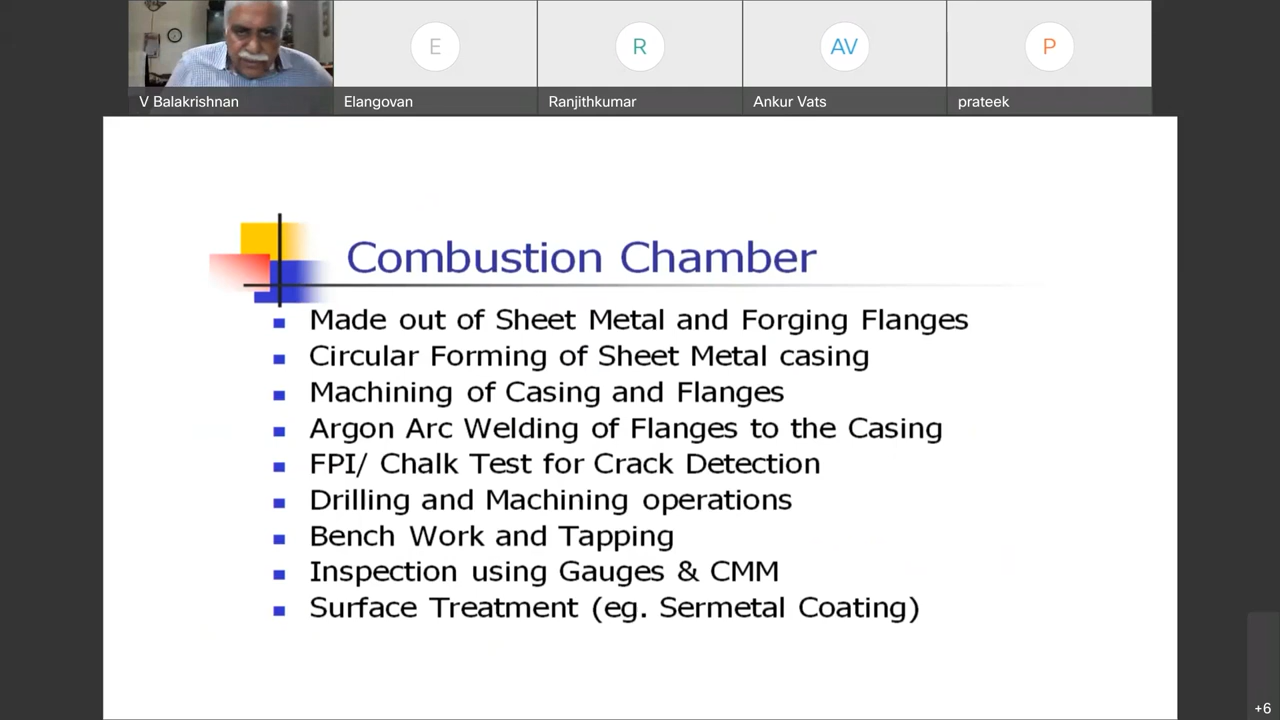 E
R
AV
P
V Balakrishnan
Elangovan
Ranjithkumar
Ankur Vats
prateek
Combustion Chamber
Made out of Sheet Metal and Forging Flanges
Circular Forming of Sheet Metal casing
Machining of Casing and Flanges
Argon Arc Welding of Flanges to the Casing
FPI/ Chalk Test for Crack Detection
Drilling and Machining operations
Bench Work and Tapping
Inspection using Gauges & CMM
Surface Treatment (eg. Sermetal Coating)
+6